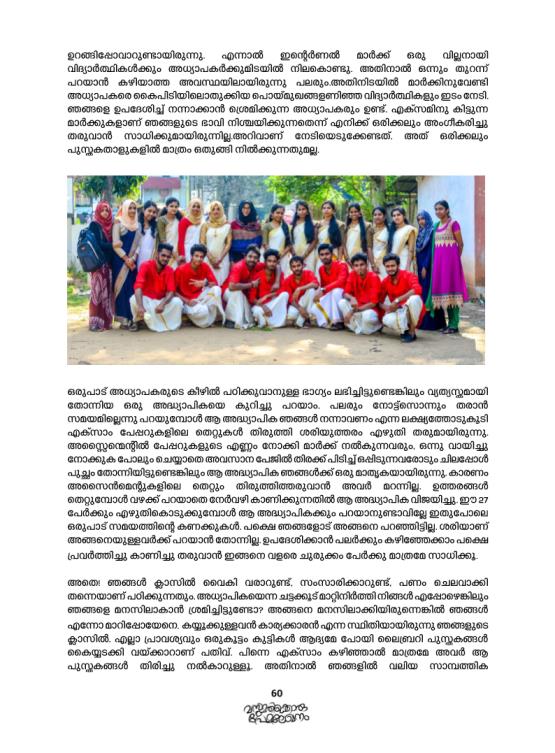 ഉറങ്ങിപ്പോവാറുണ്ടായിരുന്നു. എന്നാൽ ഇന്റേർണൽ മാർക്ക് ഒരു വില്ലനായി
വിദ്യാർത്ഥികൾക്കും അധ്യാപകർക്കുമിടയിൽ നിലകൊണ്ടു. അതിനാൽ ഒന്നും തുറന്ന്
പറയാൻ കഴിയാത്ത അവസ്ഥയിലായിരുന്നു പലരും.അതിനിടയിൽ മാർക്കിനുവേണ്ടി
അധ്യാപകരെ കൈപിടിയിലൊതുക്കിയ പൊയ്മുഖങ്ങളണിഞ്ഞ വിദ്യാർത്ഥികളും ഇടം നേടി.
ഞങ്ങളെ ഉപദേശിച്ച് നന്നാക്കാൻ ശ്രെമിക്കുന്ന അധ്യാപകരും ഉണ്ട്. എക്സമിനു കിട്ടുന്ന
മാർക്കുകളാണ് ഞങ്ങളുടെ ഭാവി നിശ്ചയിക്കുന്നതെന്ന് എനിക്ക് ഒരിക്കലും അംഗീകരിച്ചു
തരുവാൻ സാധിക്കുമായിരുന്നില്ല.അറിവാണ് നേടിയെടുക്കേണ്ടത്. അത് ഒരിക്കലും
പുസ്തകതാളുകളിൽ മാത്രം ഒതുങ്ങി നിൽക്കുന്നതുമല്ല.
ഒരുപാട് അധ്യാപകരുടെ കീഴിൽ പഠിക്കുവാനുള്ള ഭാഗ്യം ലഭിച്ചിട്ടുണ്ടെങ്കിലും വ്യത്യസ്തമായി
തോന്നിയ ഒരു അദ്ധ്യാപികയെ കുറിച്ചു പറയാം. പലരും നോട്ട്സൊന്നും തരാൻ
സമയമില്ലെന്നു പറയുമ്പോൾ ആ അദ്ധ്യാപിക ഞങ്ങൾ നന്നാവണം എന്ന ലക്ഷ്യത്തോടുകൂടി
എക്‌സാം പേപ്പറുകളിലെ തെറ്റുകൾ തിരുത്തി ശരിയുത്തരം എഴുതി തരുമായിരുന്നു.
അസ്സൈന്മെന്റിൽ പേപ്പറുകളുടെ എണ്ണം നോക്കി മാർക്ക് നൽകുന്നവരും, ഒന്നു വായിച്ചു
നോക്കുക പോലും ചെയ്യാതെ അവസാന പേജിൽ തിരക്ക് പിടിച്ച് ഒപ്പിടുന്നവരോടും ചിലപ്പോൾ
പുച്ഛം തോന്നിയിട്ടുണ്ടെങ്കിലും ആ അദ്ധ്യാപിക ഞങ്ങൾക്ക് ഒരു മാതൃകയായിരുന്നു. കാരണം
അസൈൻമെന്റുകളിലെ തെറ്റും തിരുത്തിത്തരുവാൻ അവർ മറന്നില്ല. ഉത്തരങ്ങൾ
തെറ്റുമ്പോൾ വഴക്ക് പറയാതെ നേർവഴി കാണിക്കുന്നതിൽ ആ അദ്ധ്യാപിക വിജയിച്ചു. ഈ 27
പേർക്കും എഴുതികൊടുക്കുമ്പോൾ ആ അദ്ധ്യാപികക്കും പറയാനുണ്ടാവില്ലേ ഇതുപോലെ
ഒരുപാട് സമയത്തിന്റെ കണക്കുകൾ. പക്ഷെ ഞങ്ങളോട് അങ്ങനെ പറഞ്ഞിട്ടില്ല. ശരിയാണ്
അങ്ങനെയുള്ളവർക്ക് പറയാൻ തോന്നില്ല. ഉപദേശിക്കാൻ പലർക്കും കഴിഞ്ഞേക്കാം പക്ഷെ
പ്രവർത്തിച്ചു കാണിച്ചു തരുവാൻ ഇങ്ങനെ വളരെ ചുരുക്കം പേർക്കു മാത്രമേ സാധിക്കൂ.
അതെ! ഞങ്ങൾ ക്ലാസിൽ വൈകി വരാറുണ്ട്, സംസാരിക്കാറുണ്ട്, പണം ചെലവാക്കി
തന്നെയാണ് പഠിക്കുന്നതും. അധ്യാപികയെന്ന ചട്ടക്കൂട് മാറ്റിനിർത്തി നിങ്ങൾ എപ്പോഴെങ്കിലും
ഞങ്ങളെ മനസിലാകാൻ ശ്രമിച്ചിട്ടുണ്ടോ? അങ്ങനെ മനസിലാക്കിയിരുന്നെങ്കിൽ ഞങ്ങൾ
എന്നോ മാറിപ്പോയേനേ. കയ്യൂക്കുള്ളവൻ കാര്യക്കാരൻ എന്ന സ്ഥിതിയായിരുന്നു ഞങ്ങളുടെ
ക്ലാസിൽ. എല്ലാ പ്രാവശ്യവും ഒരുകൂട്ടം കുട്ടികൾ ആദ്യമേ പോയി ലൈബ്രറി പുസ്തകങ്ങൾ
കൈയ്യടക്കി വയ്ക്കാറാണ് പതിവ്. പിന്നെ എക്‌സാം കഴിഞ്ഞാൽ മാത്രമേ അവർ ആ
പുസ്തകങ്ങൾ തിരിച്ചു നൽകാറുള്ളൂ. അതിനാൽ ഞങ്ങളിൽ വലിയ സാമ്പത്തിക
60